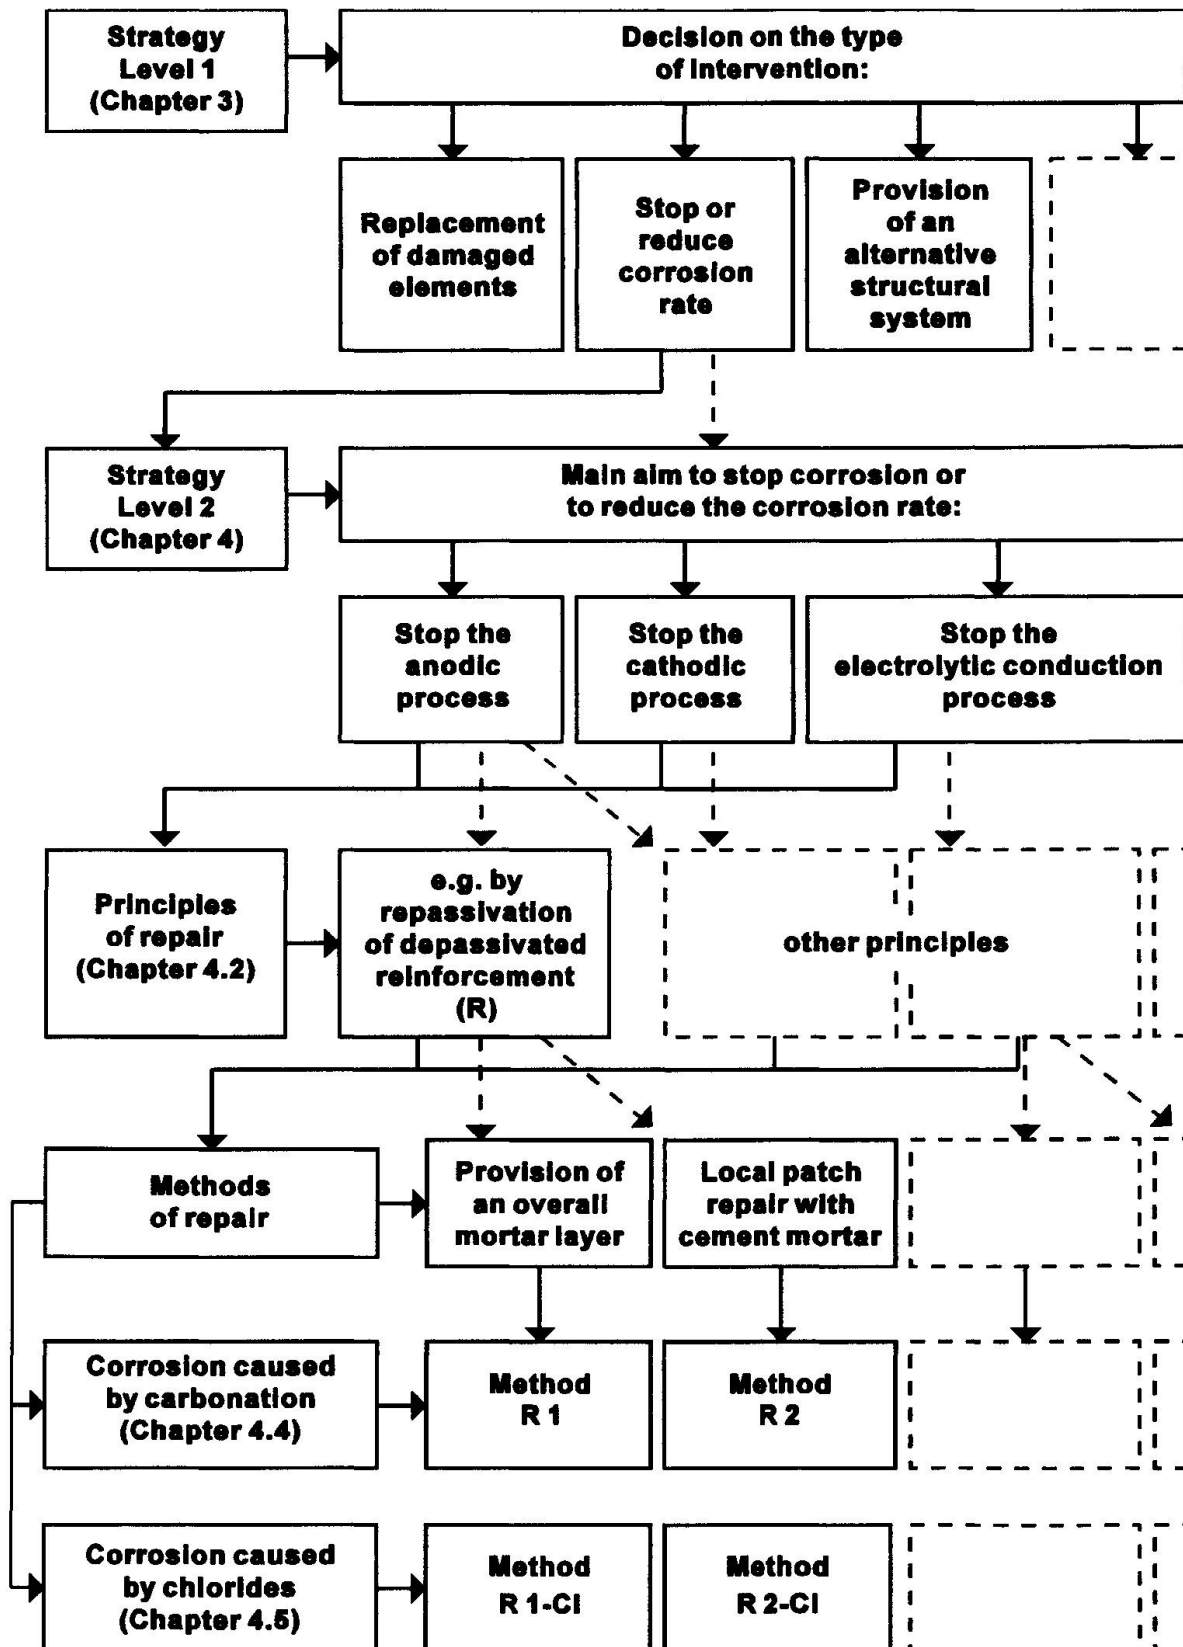 Strategy
Level 1
(Chapter 3)
Decision on the type
of intervention:
Replacement
of damaged
elements
Stop or
reduce
corrosion
rate
Provision
of an
alternative
structural
system
Strategy
Level 2
(Chapter 4)
Main aim to stop corrosion or
to reduce the corrosion rate:
Stop the
anodic
process
Stop the
cathodic
process
Stop the
electrolytic conduction
process
Principles
of repair
(Chapter 4.2)
e.g. by
repassivation
of depassivated
reinforcement
(R)
other principles
Methods
of repair
Provision of
an overall
mortar layer
Local patch
repair with
cement mortar
Corrosion caused
by carbonation
(Chapter 4.4)
Method
R 1
Method
R 2
Corrosion caused
by chlorides
(Chapter 4.5)
Method
R 1-Cl
Method
R 2-Cl